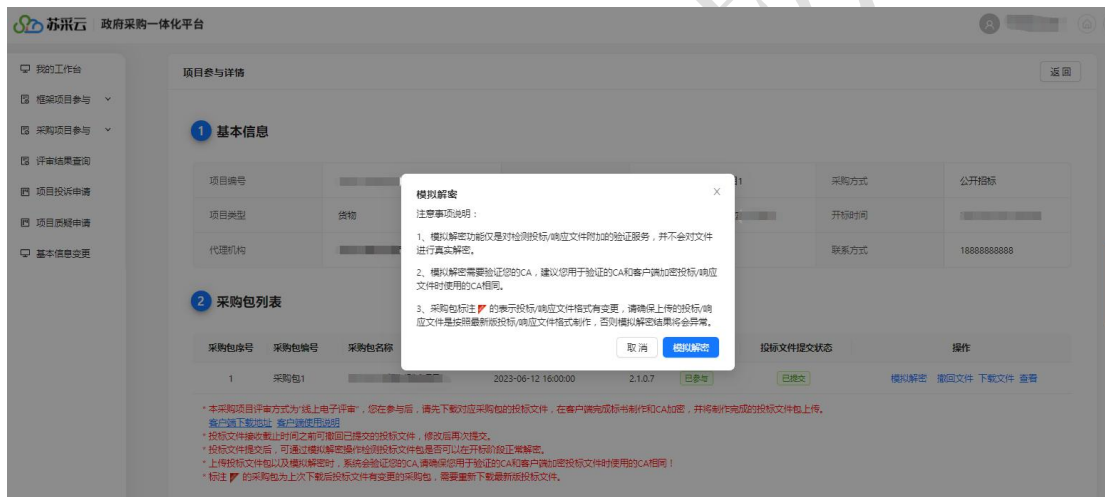 苏采云 政府采购一体化平台
我的工作台
框架项目参与
采购项目参与
评审结果查询
项目投诉申请
项目质疑申请
基本信息变更
项目参与详情
返回
1 基本信息
项目编号
采购方式 公开招标
项目类型 货物
开标时间
代理机构
联系方式 18888888888
模拟解密
注意事项说明：
1、模拟解密功能仅是对检测投标/响应文件附加的验证服务，并不会对文件
进行真实解密。
2、模拟解密需要验证您的CA，建议您用于验证的CA和客户端加密投标/响应
文件时使用的CA相同。
3、采购包标注 的表示投标/响应文件格式有变更，请确保上传的投标/响
应文件是按照最新版投标/响应文件格式制作，否则模拟解密结果将会异常。
取消 模拟解密
2 采购包列表
采购包序号 采购包编号 采购包名称 投标文件提交状态 操作
1 采购包1 2023-06-12 16:00:00 2.1.0.7 已参与 已提交 模拟解密 撤回文件 下载文件 查看
* 本采购项目评审方式为“线上电子评审”，您在参与后，请先下载对应采购包的投标文件，在客户端完成标书制作和CA加密，并将制作完成的投标文件包上传。
客户端下载地址 客户端使用说明
* 投标文件接收截止时间之前可撤回已提交的投标文件，修改后再次提交。
* 投标文件提交后，可通过模拟解密操作检测投标文件包是否可以在开标阶段正常解密。
* 上传投标文件包以及模拟解密时，系统会验证您的CA,请确保您用于验证的CA和客户端加密投标文件时使用的CA相同！
* 标注 的采购包为上次下载后投标文件有变更的采购包，需要重新下载最新版投标文件。